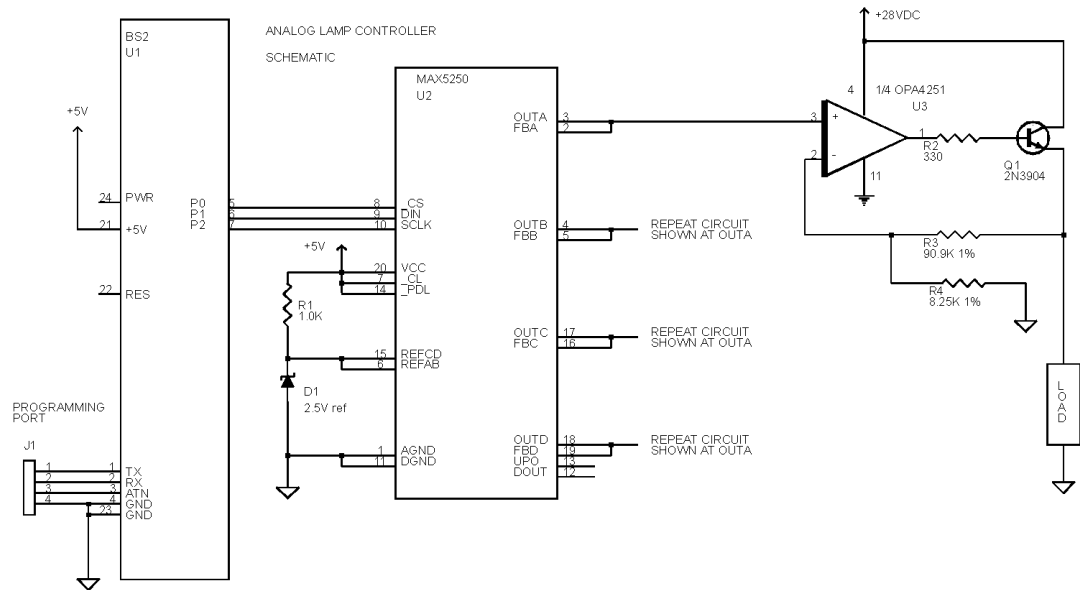 ANALOG LAMP CONTROLLER
SCHEMATIC
BS2
U1
+5V
24 PWR
21 +5V
22 RES
P0 5
P1 6
P2 7
PROGRAMMING
PORT
J1
1 1 TX
2 2 RX
3 3 ATN
4 4 GND
23 GND
MAX5250
U2
8 _CS
9 DIN
10 SCLK
+5V
20 VCC
7 _CL
14 _PDL
R1
1.0K
15 REFCD
6 REFAB
D1
2.5V ref
1 AGND
11 DGND
OUTA 3
FBA 2
OUTB 4
FBB 5
REPEAT CIRCUIT
SHOWN AT OUTA
OUTC 17
FBC 16
REPEAT CIRCUIT
SHOWN AT OUTA
OUTD 18
FBD 19
UPO 13
DOUT 12
REPEAT CIRCUIT
SHOWN AT OUTA
+28VDC
4 1/4 OPA4251
U3
3 +
2 -
1
11
R2
330
Q1
2N3904
R3
90.9K 1%
R4
8.25K 1%
LOAD